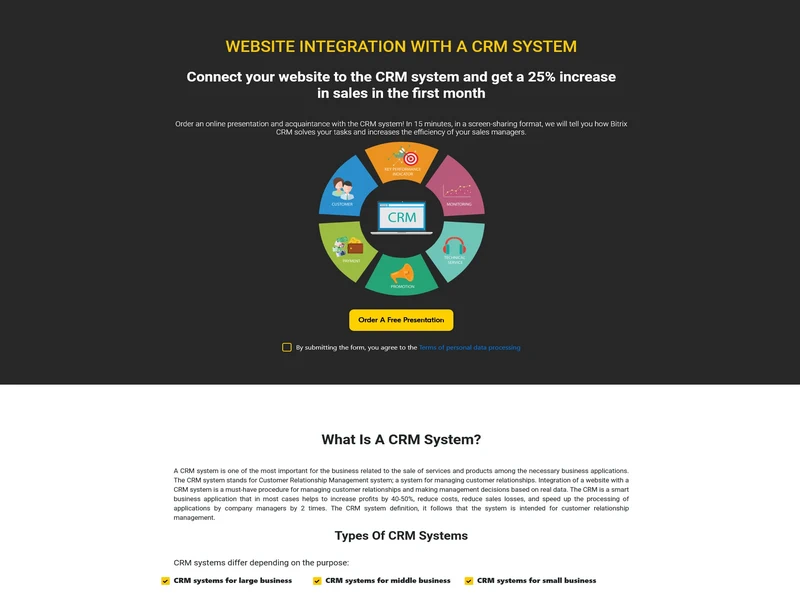 WEBSITE INTEGRATION WITH A CRM SYSTEM
Connect your website to the CRM system and get a 25% increase
in sales in the first month
Order an online presentation and acquaintance with the CRM system! In 15 minutes, in a screen-sharing format, we will tell you how Bitrix
CRM solves your tasks and increases the efficiency of your sales managers.
KEY PERFORMANCE
INDICATOR
CUSTOMER
MONITORING
CRM
PAYMENT
TECHNICAL
SERVICE
PROMOTION
Order A Free Presentation
By submitting the form, you agree to the Terms of personal data processing
What Is A CRM System?
A CRM system is one of the most important for the business related to the sale of services and products among the necessary business applications.
The CRM system stands for Customer Relationship Management system; a system for managing customer relationships. Integration of a website with a
CRM system is a must-have procedure for managing customer relationships and making management decisions based on real data. The CRM is a smart
business application that in most cases helps to increase profits by 40-50%, reduce costs, reduce sales losses, and speed up the processing of
applications by company managers by 2 times. The CRM system definition, it follows that the system is intended for customer relationship
management.
Types Of CRM Systems
CRM systems differ depending on the purpose:
CRM systems for large business
CRM systems for middle business
CRM systems for small business